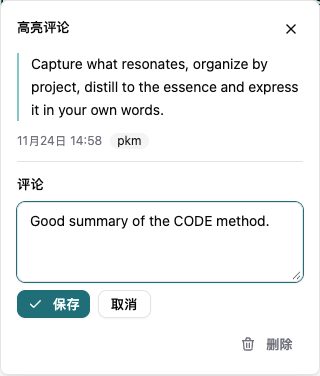 高亮评论
Capture what resonates, organize by
project, distill to the essence and express
it in your own words.
11月24日 14:58 pkm
评论
Good summary of the CODE method.
保存 取消
删除